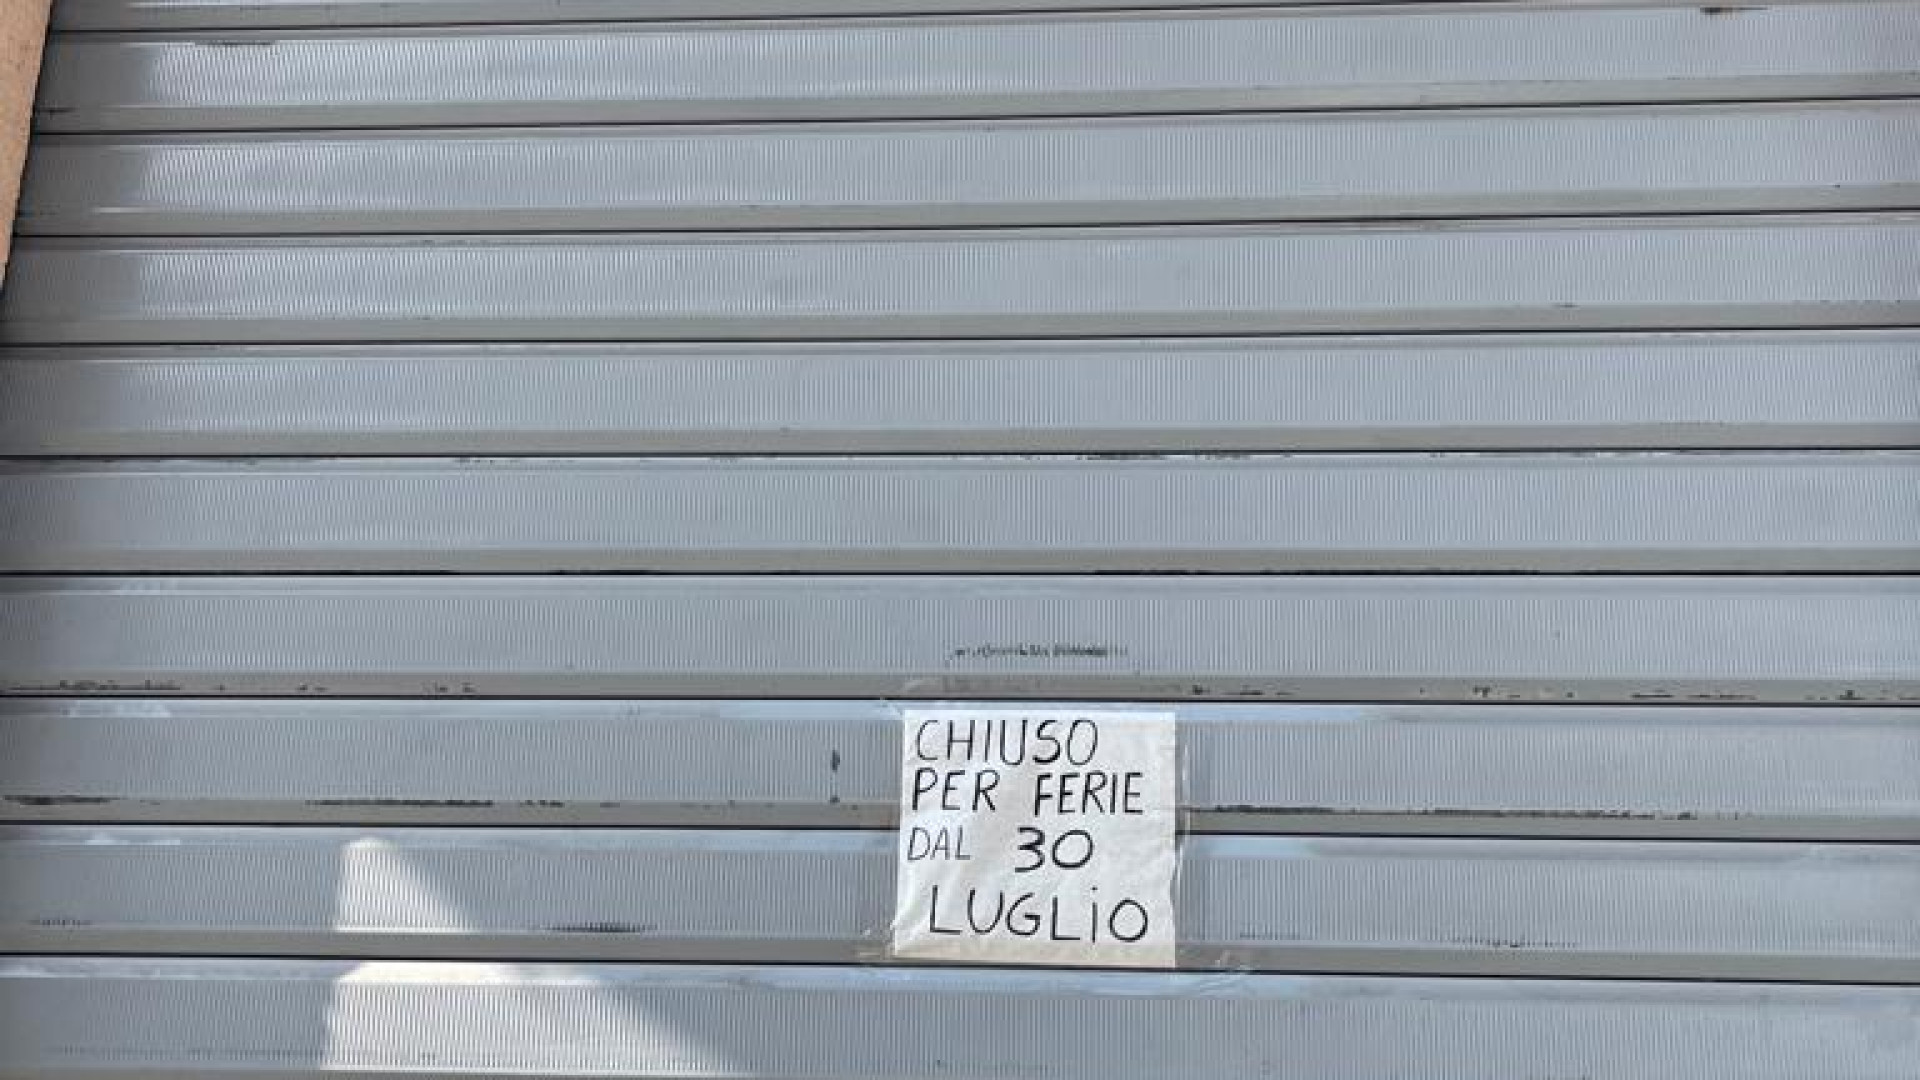 CHIUSO
PER FERIE
DAL 30
LUGLiO